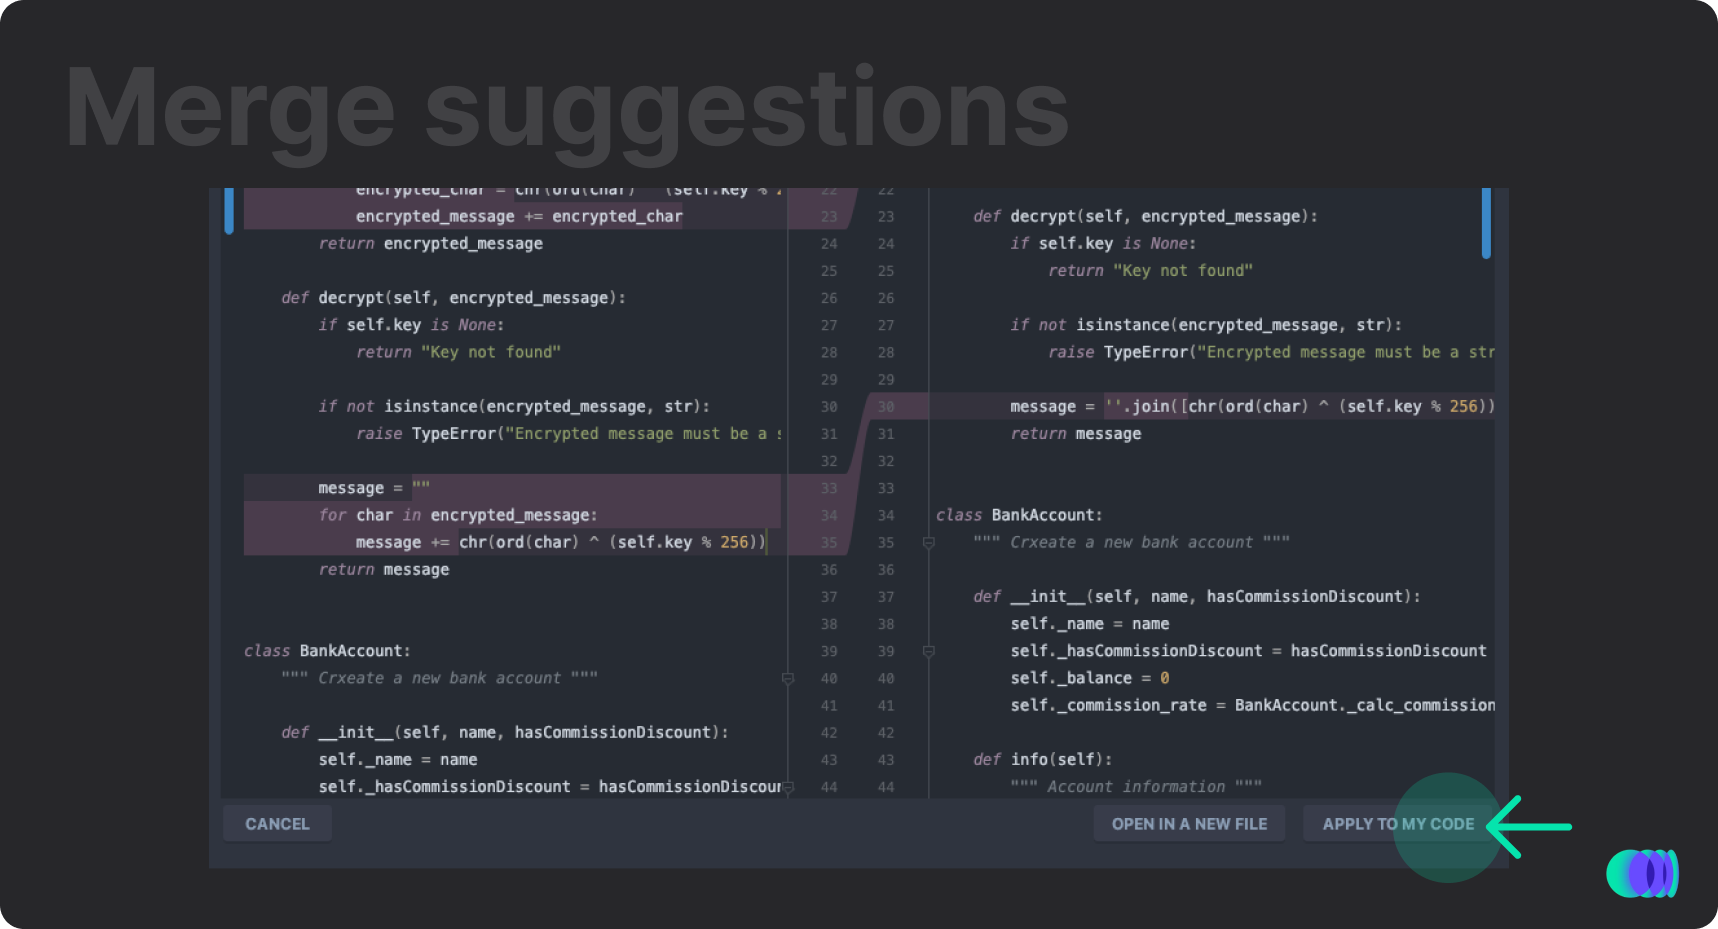 Merge suggestions
encrypted_char = chr(ord(char) (self.key %
encrypted_message += encrypted_char
return encrypted_message
def decrypt(self, encrypted_message):
if self.key is None:
return "Key not found"
if not isinstance(encrypted_message, str):
raise TypeError("Encrypted message must be a s
message = ""
for char in encrypted_message:
message += chr(ord(char) ^ (self.key % 256))
return message
class BankAccount:
""" Crxeate a new bank account """
def __init__(self, name, hasCommissionDiscount):
self._name = name
self._hasCommissionDiscount = hasCommissionDiscou
22
23
24
25
26
27
28
29
30
31
32
33
34
35
36
37
38
39
40
41
42
43
44
22
23
24
25
26
27
28
29
30
31
32
33
34
35
36
37
38
39
40
41
42
43
44
def decrypt(self, encrypted_message):
if self.key is None:
return "Key not found"
if not isinstance(encrypted_message, str):
raise TypeError("Encrypted message must be a str
message = ''.join([chr(ord(char) ^ (self.key % 256))
return message
class BankAccount:
""" Crxeate a new bank account """
def __init__(self, name, hasCommissionDiscount):
self._name = name
self._hasCommissionDiscount = hasCommissionDiscount
self._balance = 0
self._commission_rate = BankAccount._calc_commission
def info(self):
""" Account information """
CANCEL
OPEN IN A NEW FILE
APPLY TO MY CODE